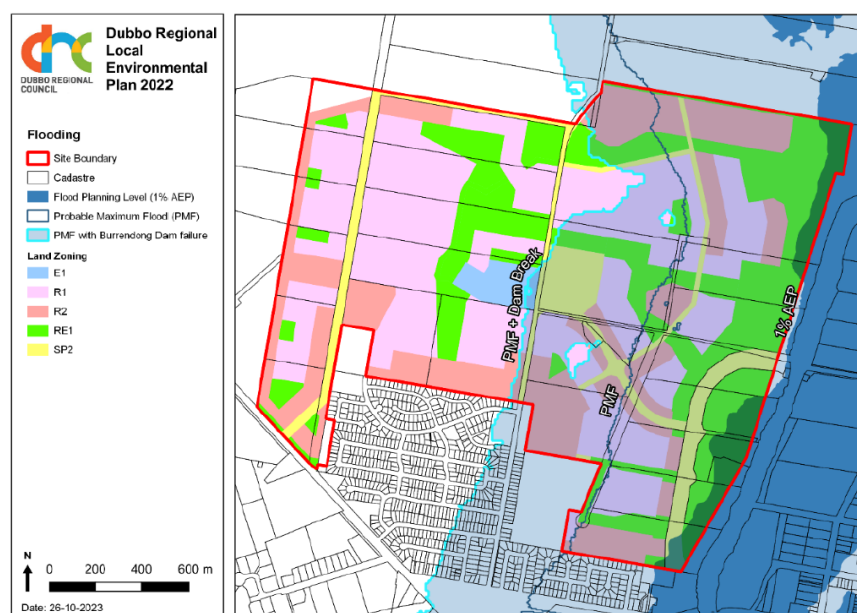 Dubbo Regional
Local
Environmental
Plan 2022
DUBBO REGIONAL
COUNCIL
Flooding
Site Boundary
Cadastre
Flood Planning Level (1% AEP)
Probable Maximum Flood (PMF)
PMF with Burrendong Dam failure
Land Zoning
E1
R1
R2
RE1
SP2
N
0 200 400 600 m
Date: 26-10-2023
PMF + Dam Break
PMF
1% AEP